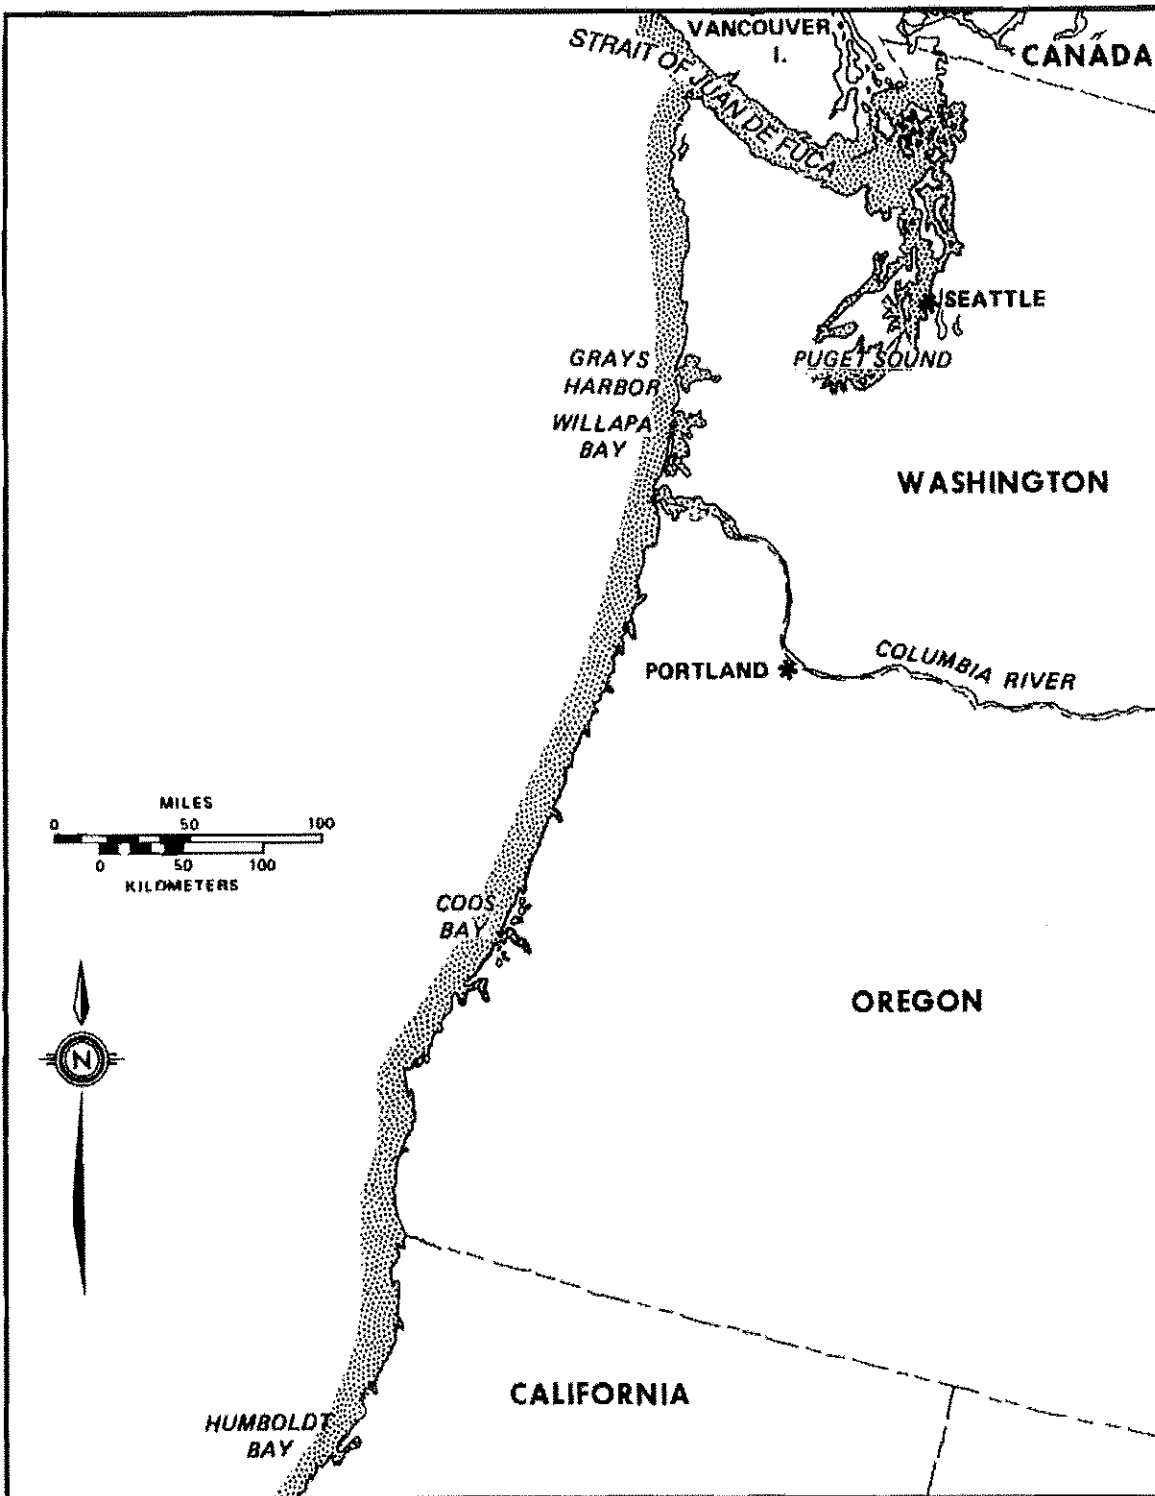 VANCOUVER
I.
CANADA
STRAIT OF JUAN DE FUCA
SEATTLE
GRAYS
HARBOR
PUGET SOUND
WILLAPA
BAY
WASHINGTON
PORTLAND
COLUMBIA RIVER
MILES
0 50 100
0 50 100
KILOMETERS
COOS
BAY
OREGON
N
CALIFORNIA
HUMBOLDT
BAY